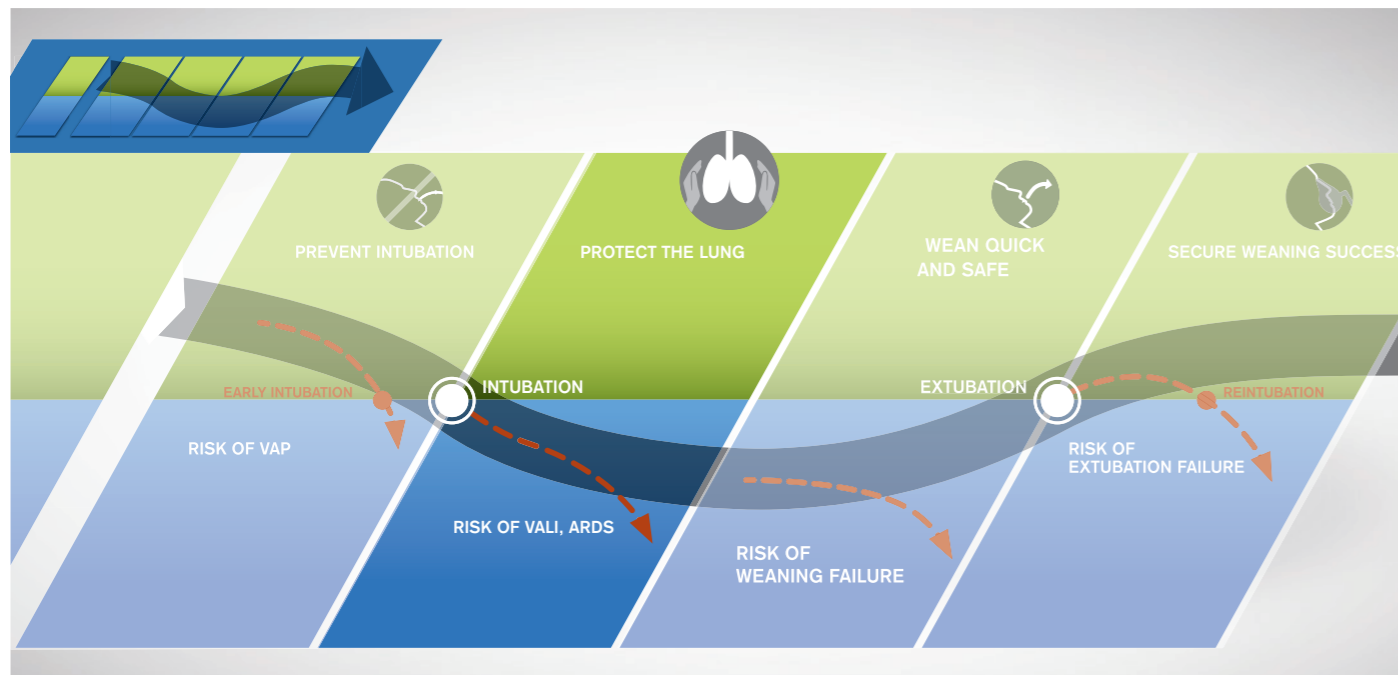 PREVENT INTUBATION
PROTECT THE LUNG
WEAN QUICK
AND SAFE
SECURE WEANING SUCCESS
EARLY INTUBATION
INTUBATION
EXTUBATION
REINTUBATION
RISK OF VAP
RISK OF VALI, ARDS
RISK OF
WEANING FAILURE
RISK OF
EXTUBATION FAILURE